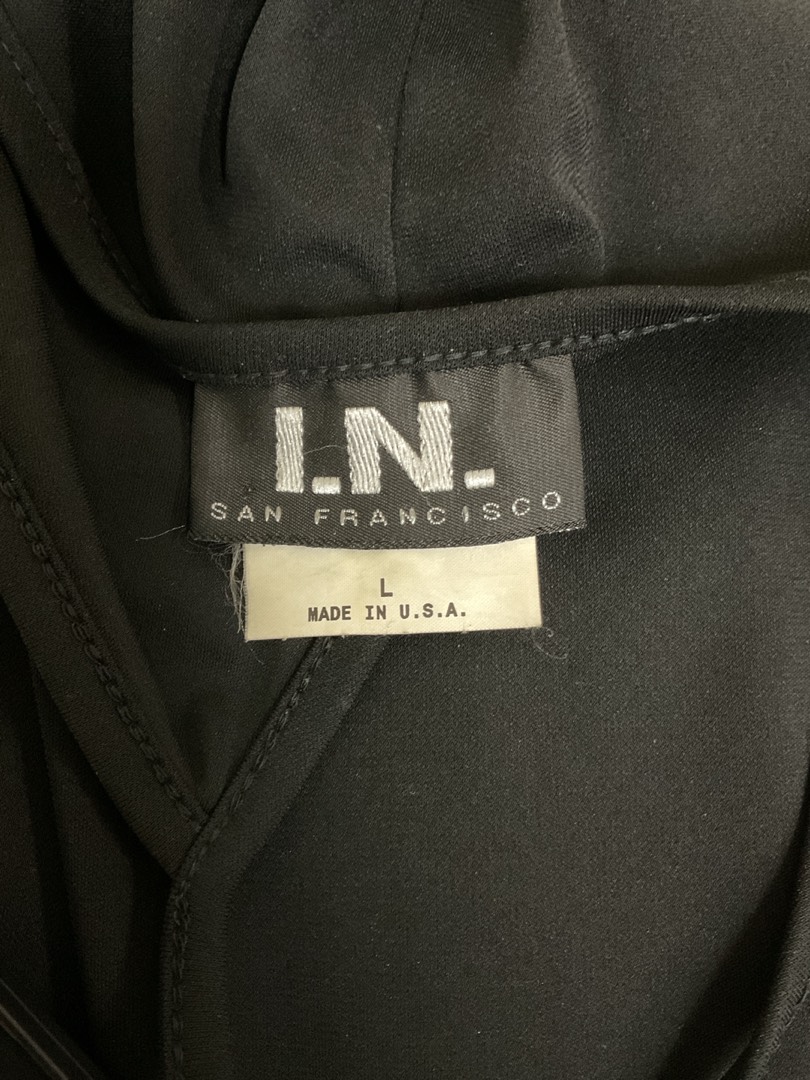 I.N.
SAN FRANCISCO
L
MADE IN U.S.A.